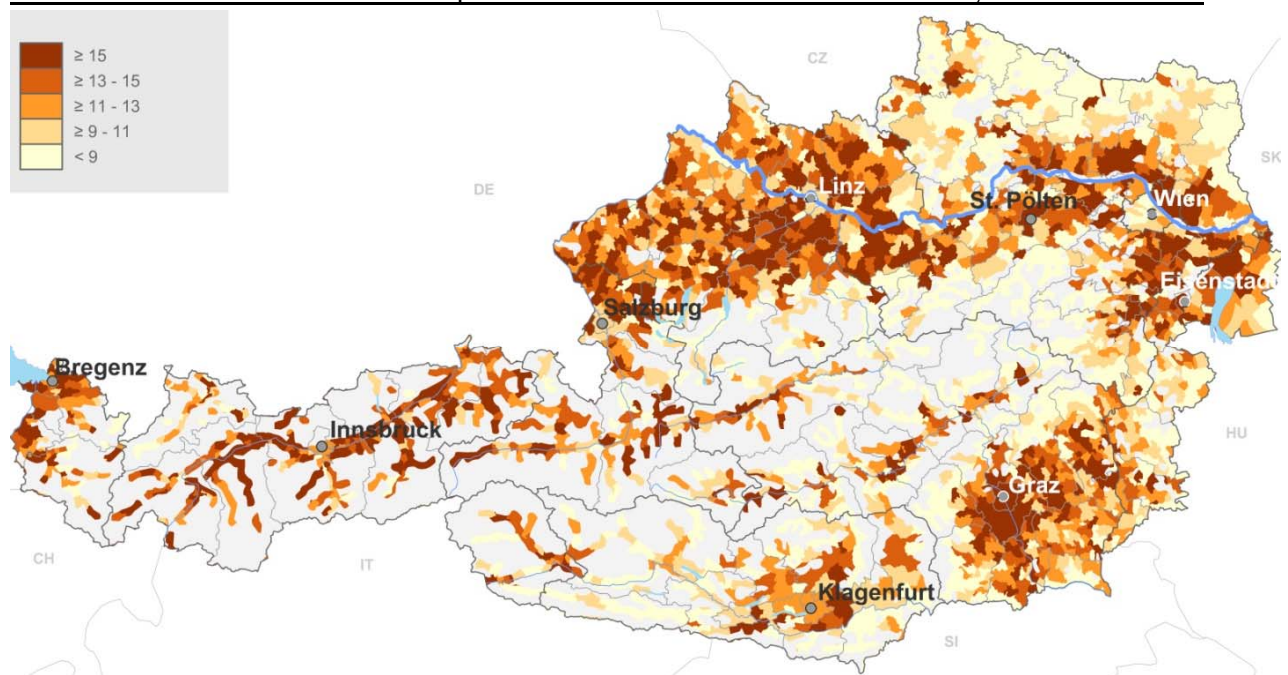 ≥ 15
≥ 13 - 15
≥ 11 - 13
≥ 9 - 11
< 9
CZ
SK
DE
Linz
St. Pölten
Wien
Eisenstadt
Salzburg
Bregenz
Innsbruck
HU
Graz
CH
IT
Klagenfurt
SI